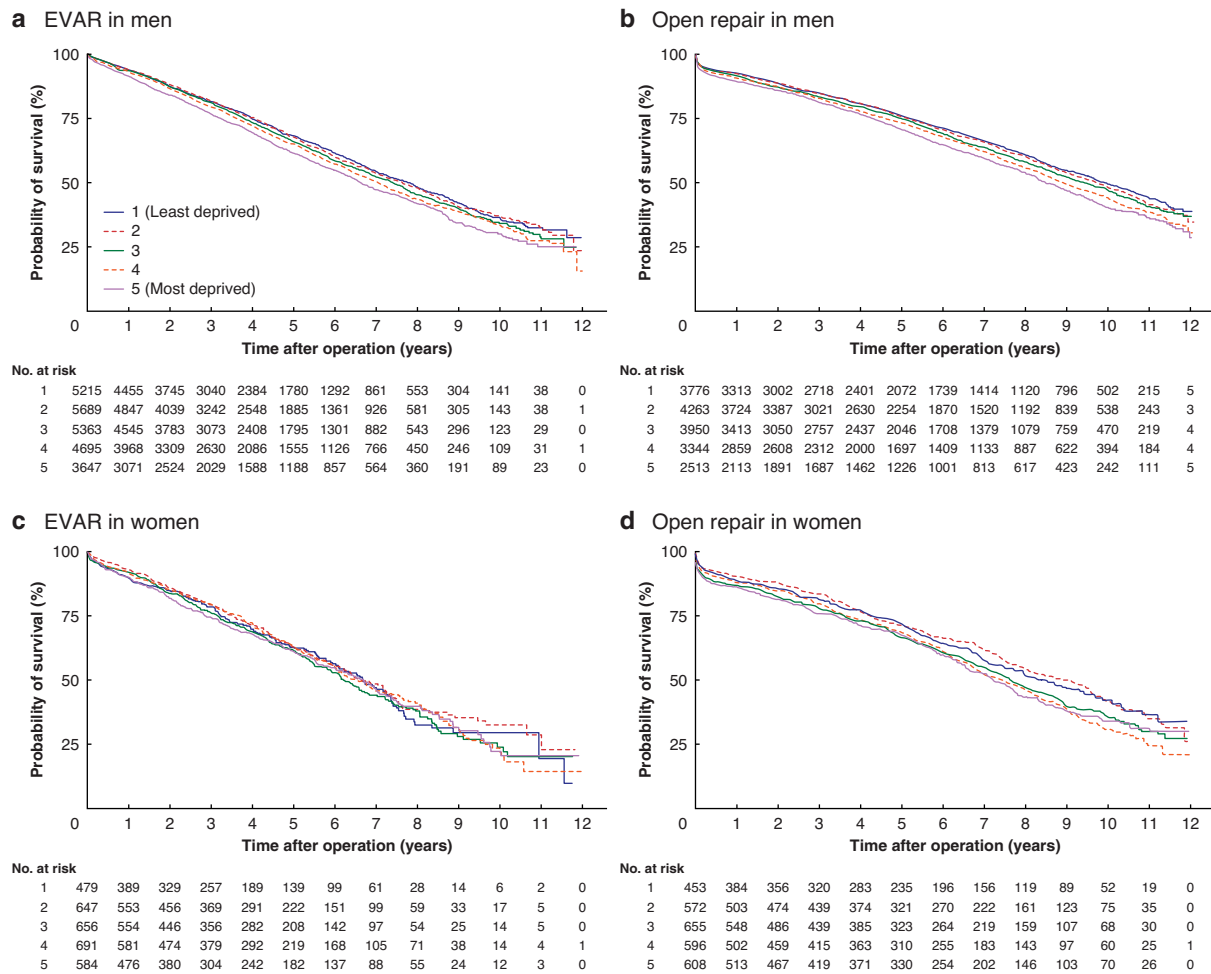 a EVAR in men
100
75
50
25
0
Probability of survival (%)
1 (Least deprived)
2
3
4
5 (Most deprived)
1 2 3 4 5 6 7 8 9 10 11 12
Time after operation (years)
No. at risk
1 5215 4455 3745 3040 2384 1780 1292 861 553 304 141 38 0
2 5689 4847 4039 3242 2548 1885 1361 926 581 305 143 38 1
3 5363 4545 3783 3073 2408 1795 1301 882 543 296 123 29 0
4 4695 3968 3309 2630 2086 1555 1126 766 450 246 109 31 1
5 3647 3071 2524 2029 1588 1188 857 564 360 191 89 23 0
b Open repair in men
100
75
50
25
0
Probability of survival (%)
1 2 3 4 5 6 7 8 9 10 11 12
Time after operation (years)
No. at risk
1 3776 3313 3002 2718 2401 2072 1739 1414 1120 796 502 215 5
2 4263 3724 3387 3021 2630 2254 1870 1520 1192 839 538 243 3
3 3950 3413 3050 2757 2437 2046 1708 1379 1079 759 470 219 4
4 3344 2859 2608 2312 2000 1697 1409 1133 887 622 394 184 4
5 2513 2113 1891 1687 1462 1226 1001 813 617 423 242 111 5
c EVAR in women
100
75
50
25
0
Probability of survival (%)
1 2 3 4 5 6 7 8 9 10 11 12
Time after operation (years)
No. at risk
1 479 389 329 257 189 139 99 61 28 14 6 2 0
2 647 553 456 369 291 222 151 99 59 33 17 5 0
3 656 554 446 356 282 208 142 97 54 25 14 5 0
4 691 581 474 379 292 219 168 105 71 38 14 4 1
5 584 476 380 304 242 182 137 88 55 24 12 3 0
d Open repair in women
100
75
50
25
0
Probability of survival (%)
1 2 3 4 5 6 7 8 9 10 11 12
Time after operation (years)
No. at risk
1 453 384 356 320 283 235 196 156 119 89 52 19 0
2 572 503 474 439 374 321 270 222 161 123 75 35 0
3 655 548 486 439 385 323 264 219 159 107 68 30 0
4 596 502 459 415 363 310 255 183 143 97 60 25 1
5 608 513 467 419 371 330 254 202 146 103 70 26 0